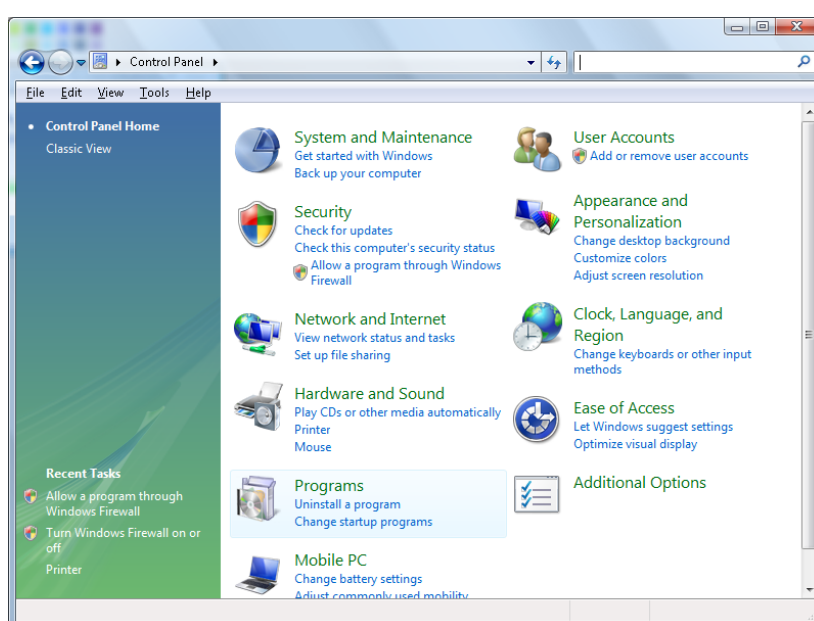 Control Panel
File Edit View Tools Help
Control Panel Home
Classic View
Recent Tasks
Allow a program through
Windows Firewall
Turn Windows Firewall on or
off
Printer
System and Maintenance
Get started with Windows
Back up your computer
Security
Check for updates
Check this computer's security status
Allow a program through Windows
Firewall
Network and Internet
View network status and tasks
Set up file sharing
Hardware and Sound
Play CDs or other media automatically
Printer
Mouse
Programs
Uninstall a program
Change startup programs
Mobile PC
Change battery settings
Adjust commonly used mobility
User Accounts
Add or remove user accounts
Appearance and
Personalization
Change desktop background
Customize colors
Adjust screen resolution
Clock, Language, and
Region
Change keyboards or other input
methods
Ease of Access
Let Windows suggest settings
Optimize visual display
Additional Options